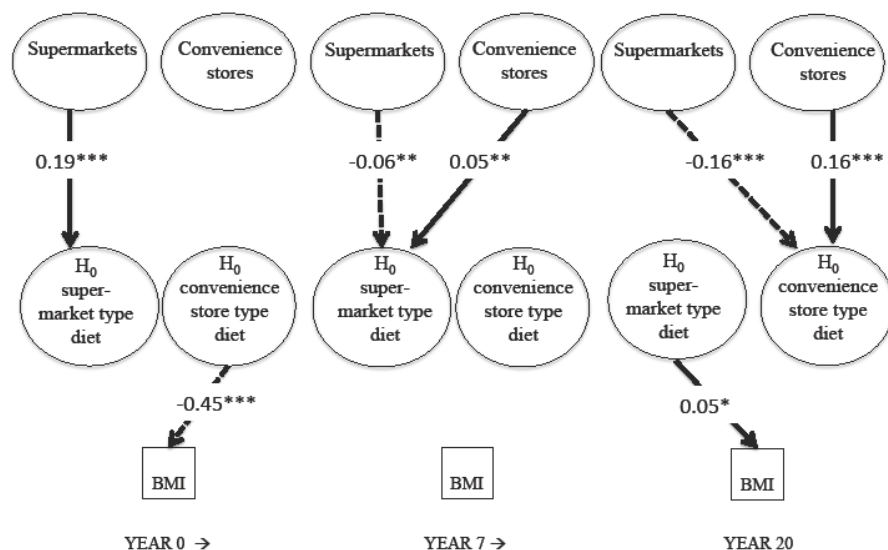 Supermarkets
Convenience
stores
Supermarkets
Convenience
stores
Supermarkets
Convenience
stores
0.19***
-0.06**
0.05**
-0.16***
0.16***
H₀
super-
market type
diet
H₀
convenience
store type
diet
H₀
super-
market type
diet
H₀
convenience
store type
diet
H₀
super-
market type
diet
H₀
convenience
store type
diet
-0.45***
0.05*
BMI
BMI
BMI
YEAR 0 →
YEAR 7 →
YEAR 20